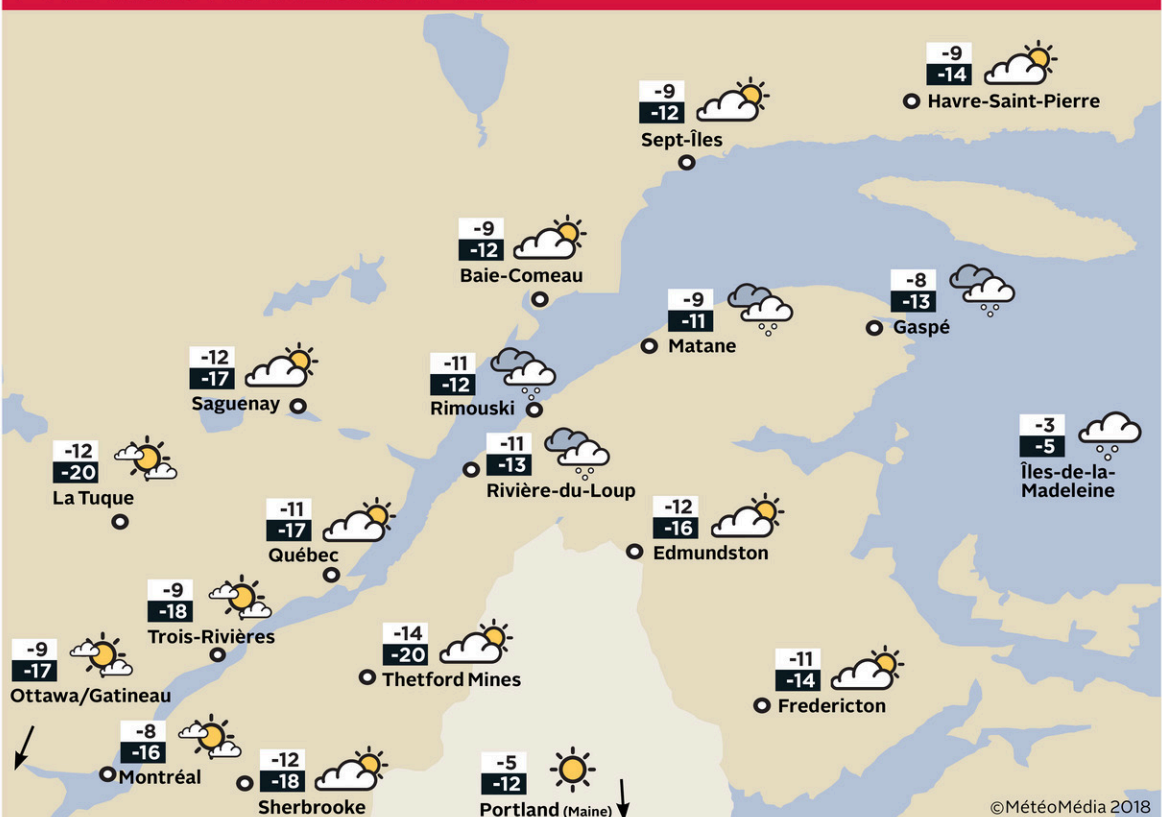 -9
-14
Havre-Saint-Pierre
-9
-12
Sept-Îles
-9
-12
Baie-Comeau
-9
-11
Matane
-8
-13
Gaspé
-12
-17
Saguenay
-11
-12
Rimouski
-11
-13
Rivière-du-Loup
-3
-5
Îles-de-la-
Madeleine
-12
-20
La Tuque
-11
-17
Québec
-12
-16
Edmundston
-9
-18
Trois-Rivières
-14
-20
Thetford Mines
-9
-17
Ottawa/Gatineau
-11
-14
Fredericton
-8
-16
Montréal
-12
-18
Sherbrooke
-5
-12
Portland (Maine)
©MétéoMédia 2018